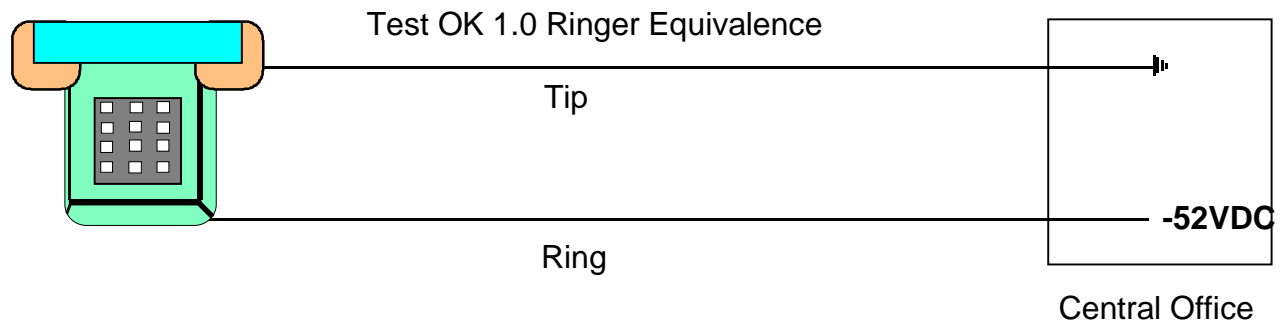 Test OK 1.0 Ringer Equivalence
Tip
-52VDC
Ring
Central Office